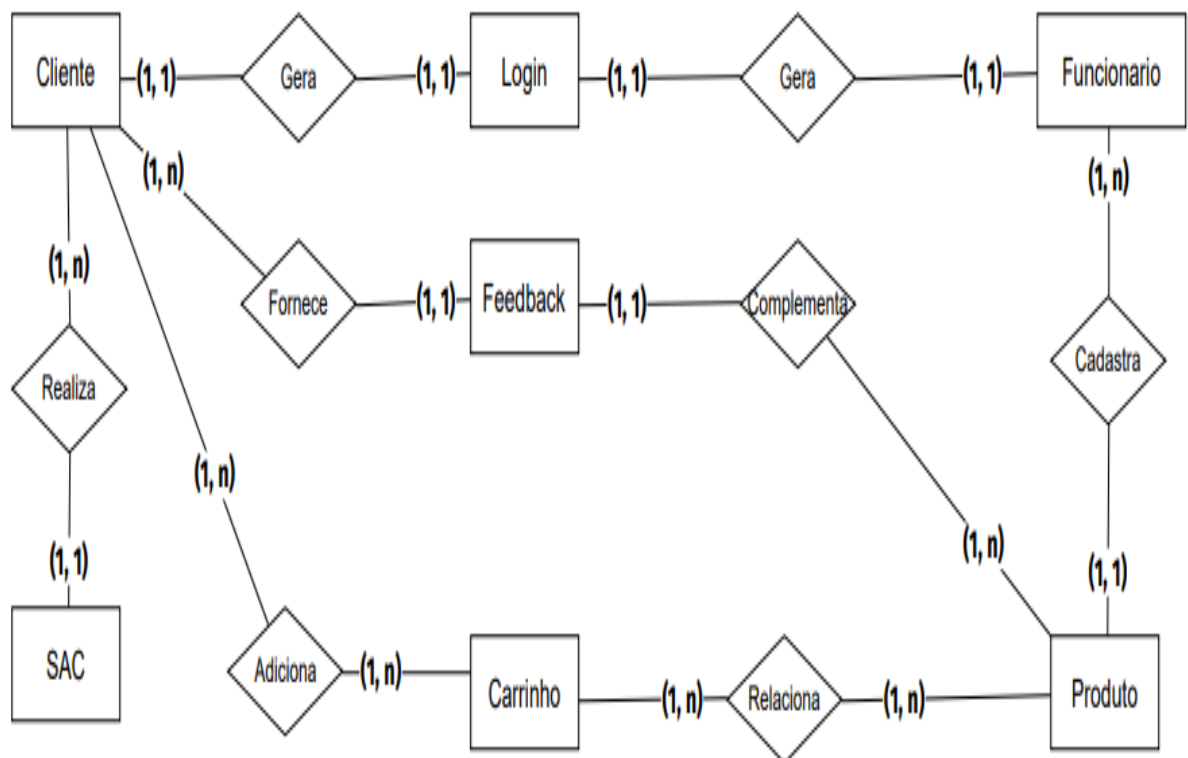 Cliente
(1, 1)
Gera
(1, 1)
Login
(1, 1)
Gera
(1, 1)
Funcionario
(1, n)
(1, n)
(1, n)
Fornece
(1, 1)
Feedback
(1, 1)
Complementa
Realiza
Cadastra
(1, n)
(1, n)
(1, 1)
(1, 1)
SAC
Adiciona
(1, n)
Carrinho
(1, n)
Relaciona
(1, n)
Produto